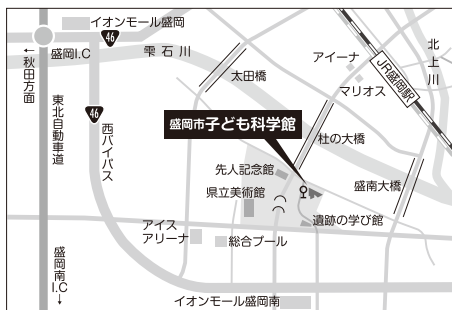 イオンモール盛岡
46
盛岡I.C
←秋田方面
雫石川
太田橋
アイーナ
マリオス
JR盛岡駅
北上川
東北自動車道
46
西バイパス
盛岡市子ども科学館
杜の大橋
先人記念館
県立美術館
盛南大橋
遺跡の学び館
アイス
アリーナ
総合プール
盛岡南
I.C→
イオンモール盛岡南